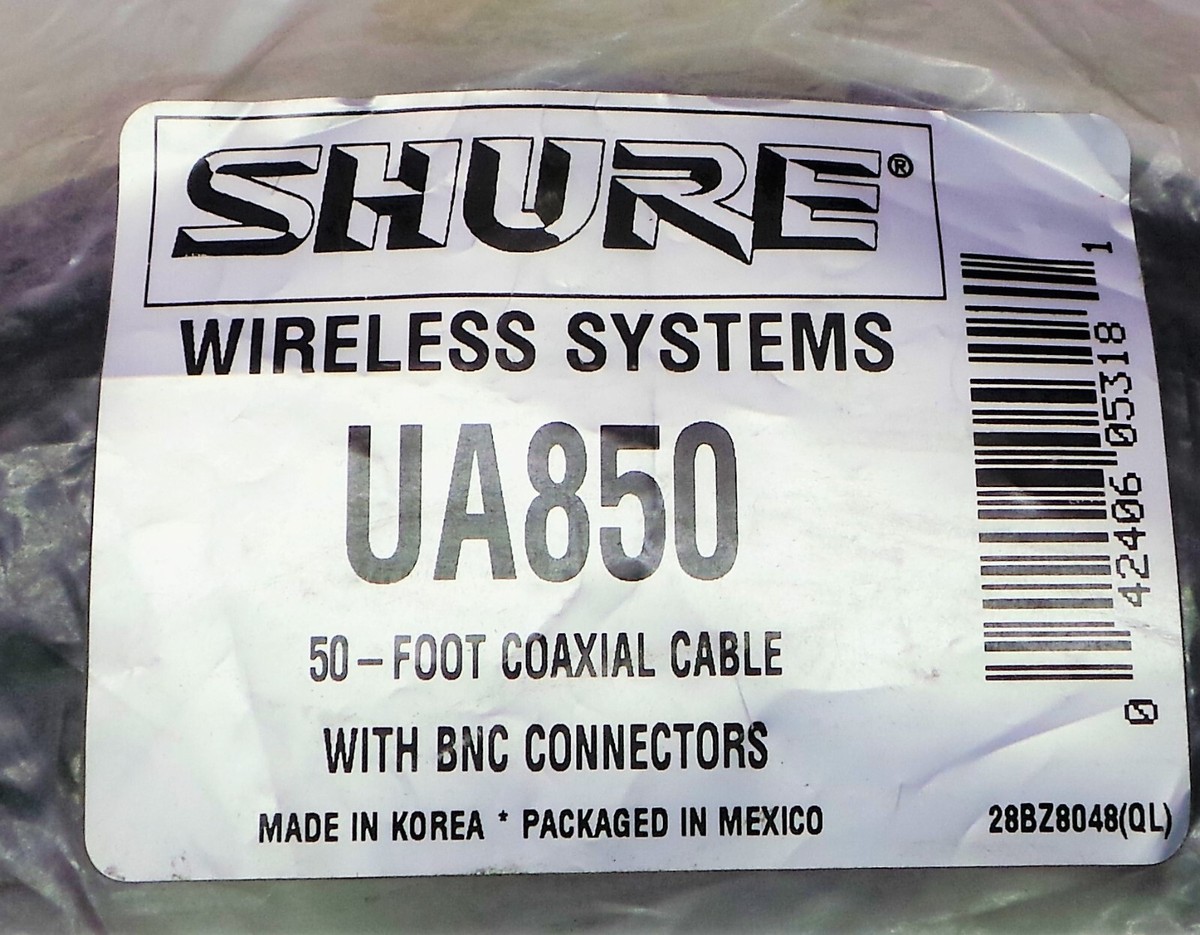 SHURE®
WIRELESS SYSTEMS
UA850
50-FOOT COAXIAL CABLE
WITH BNC CONNECTORS
MADE IN KOREA * PACKAGED IN MEXICO
28BZ8048(QL)
0 42406 05318 1